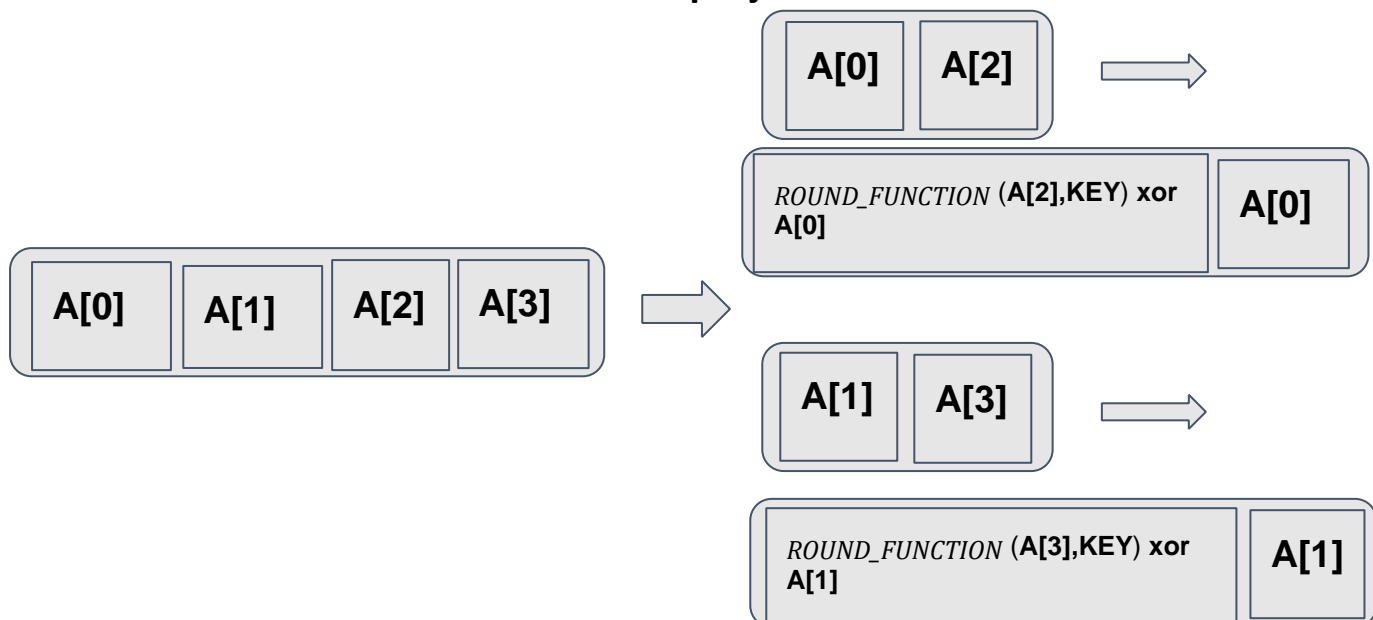 A[0] A[2]
ROUND_FUNCTION (A[2],KEY) xor
A[0]
A[0]
A[0] A[1] A[2] A[3]
A[1] A[3]
ROUND_FUNCTION (A[3],KEY) xor
A[1]
A[1]